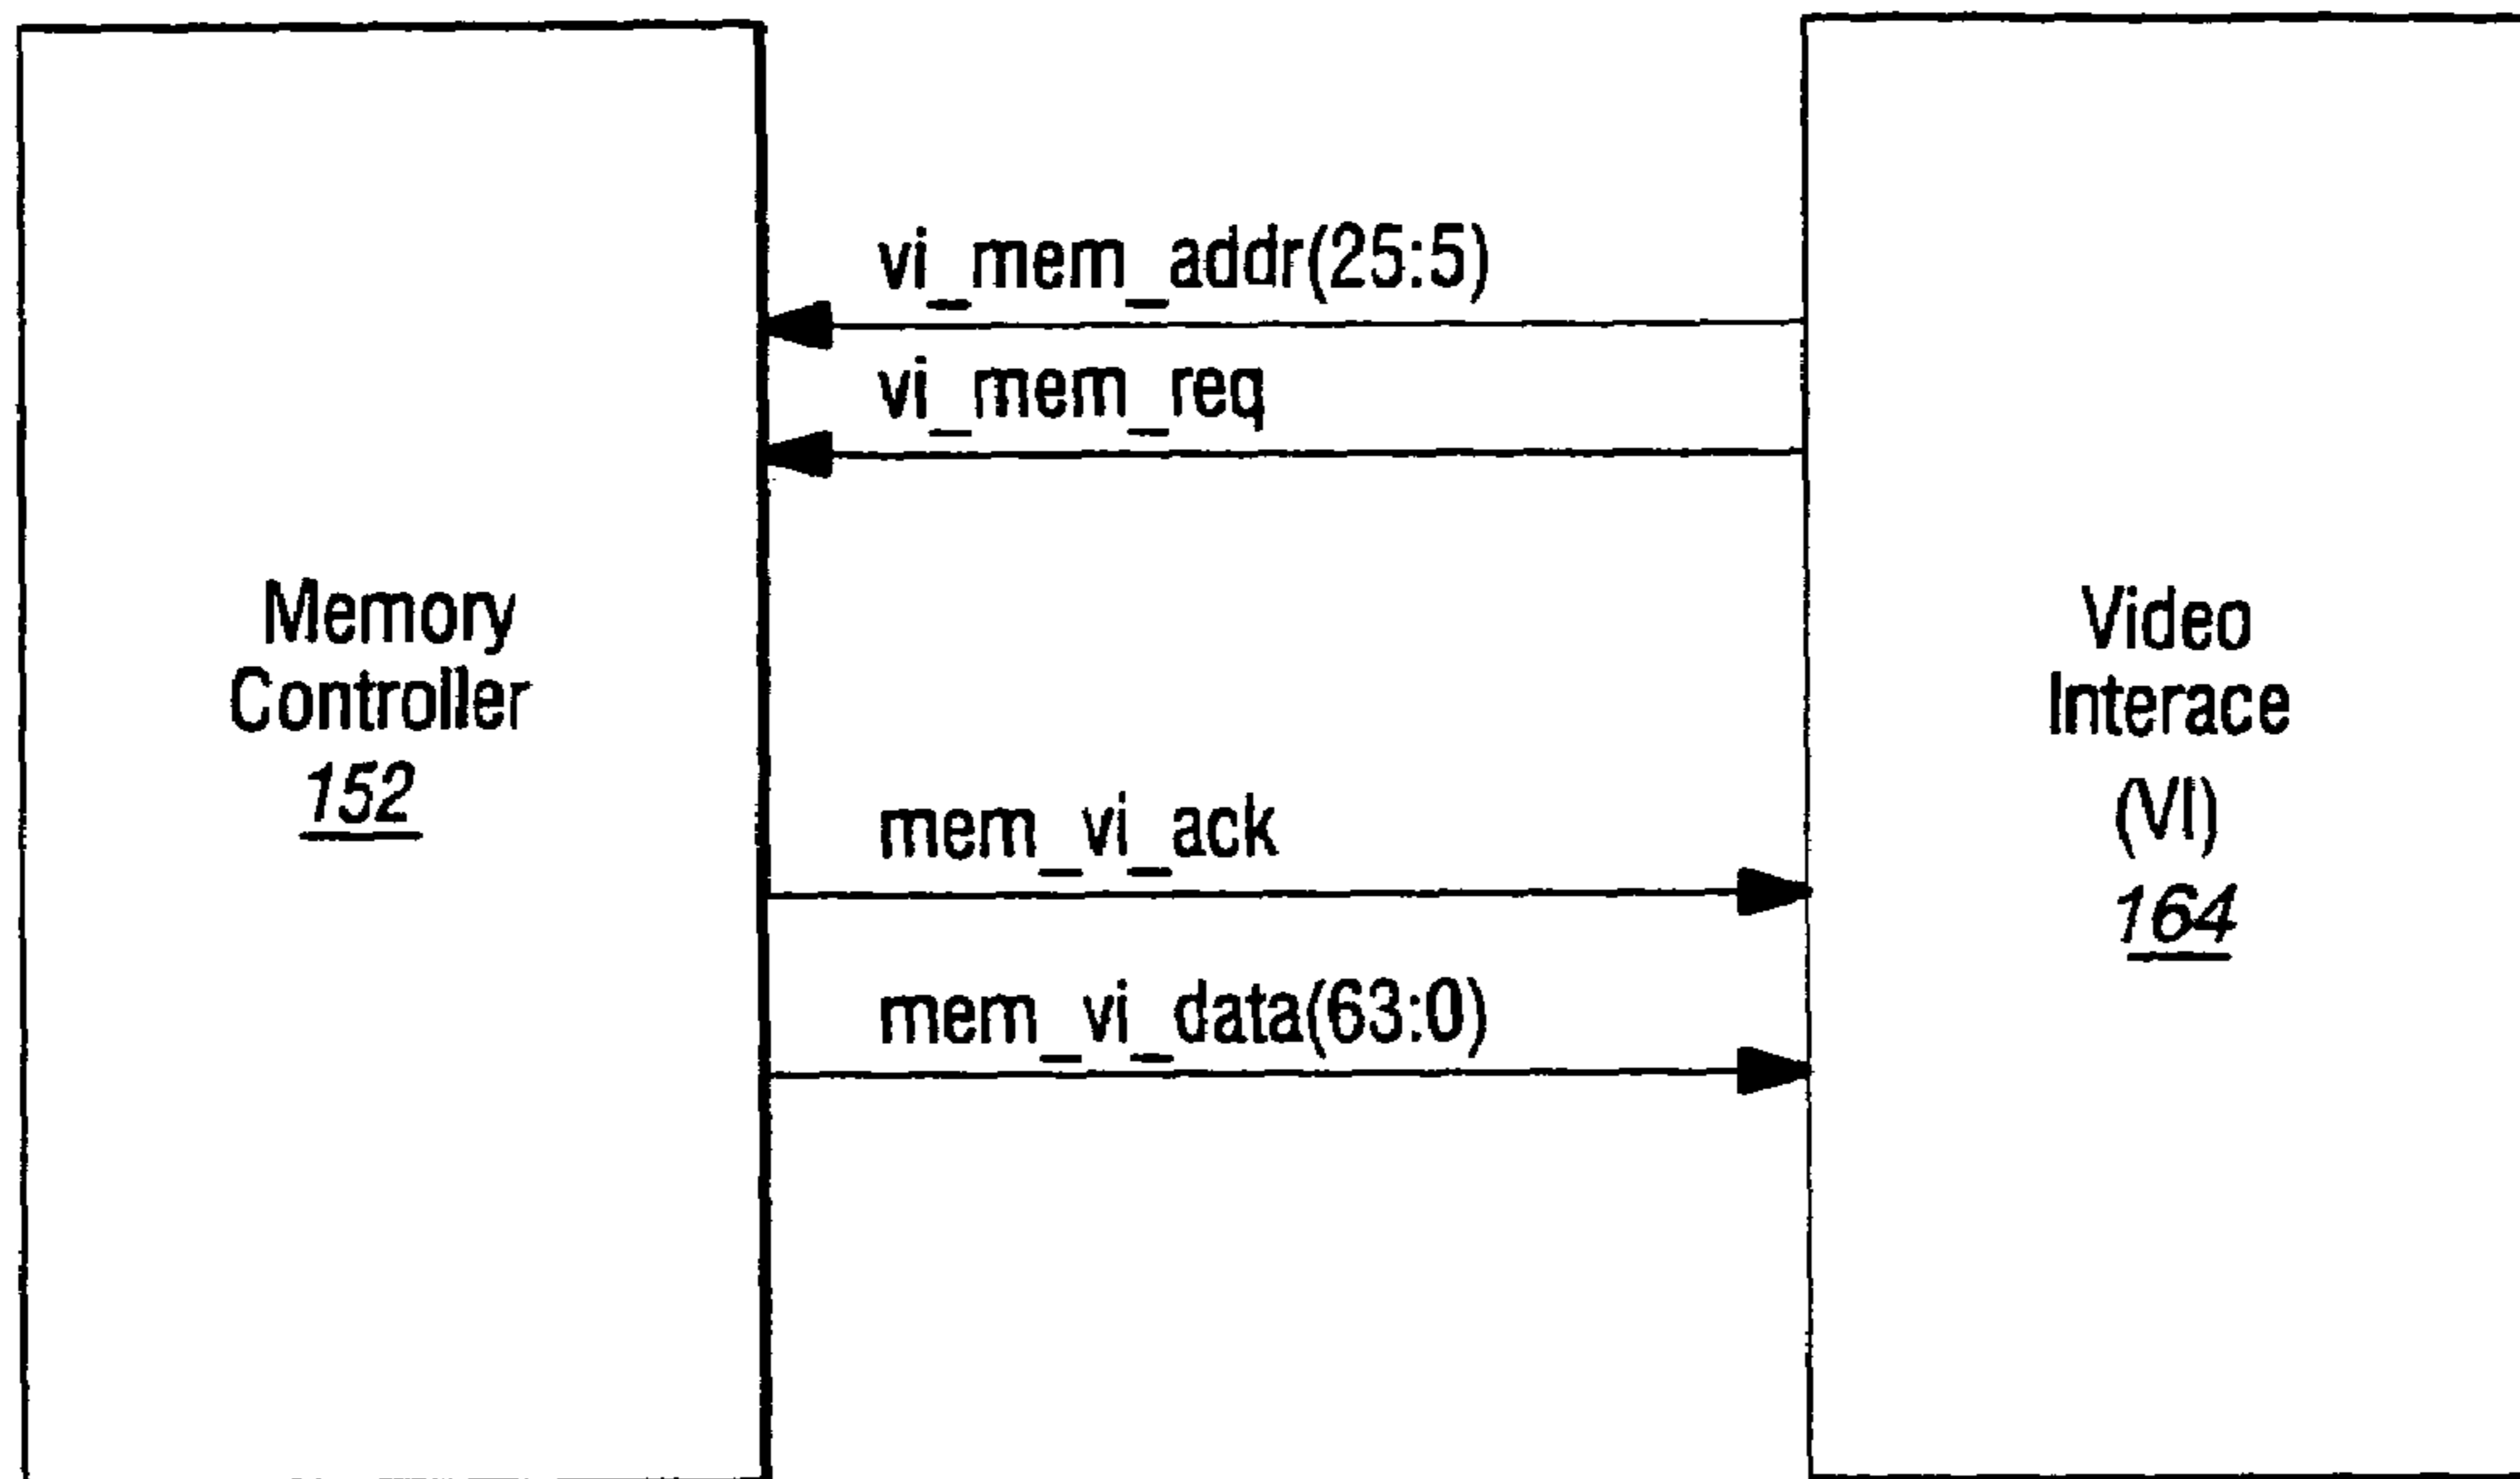 vi_mem_addr(25:5)
vi_mem_req
Memory
Controller
152
mem_vi_ack
mem_vi_data(63:0)
Video
Interace
(VI)
164